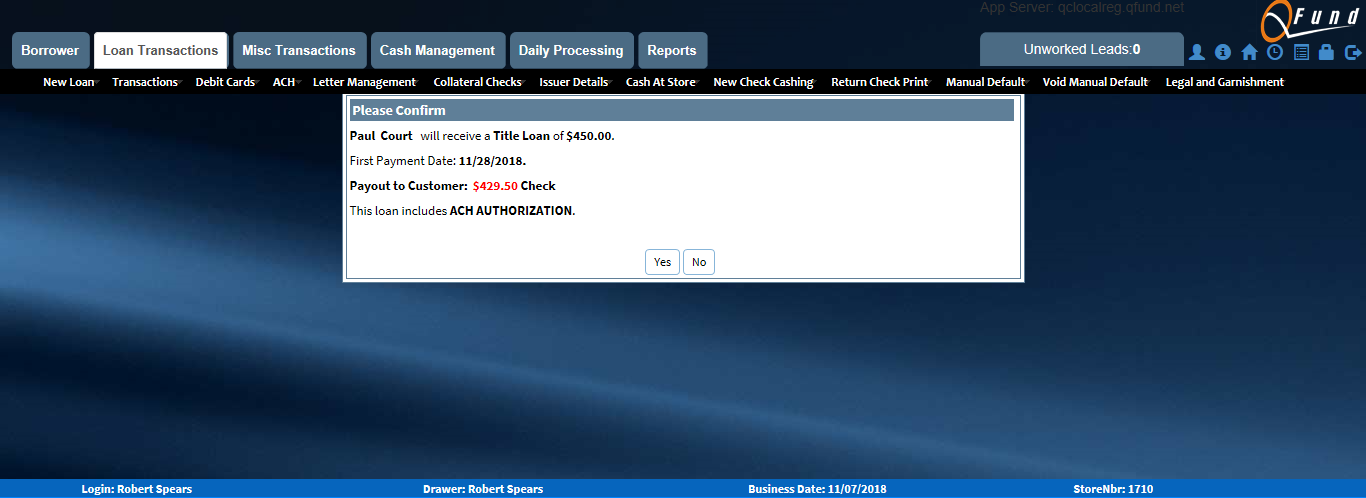 App Server: qclocalreg.qfund.net
QFund
Borrower Loan Transactions Misc Transactions Cash Management Daily Processing Reports Unworked Leads:0
New Loan Transactions Debit Cards ACH Letter Management Collateral Checks Issuer Details Cash At Store New Check Cashing Return Check Print Manual Default Void Manual Default Legal and Garnishment
Please Confirm
Paul Court will receive a Title Loan of $450.00.
First Payment Date: 11/28/2018.
Payout to Customer: $429.50 Check
This loan includes ACH AUTHORIZATION.
Yes No
Login: Robert Spears Drawer: Robert Spears Business Date: 11/07/2018 StoreNbr: 1710